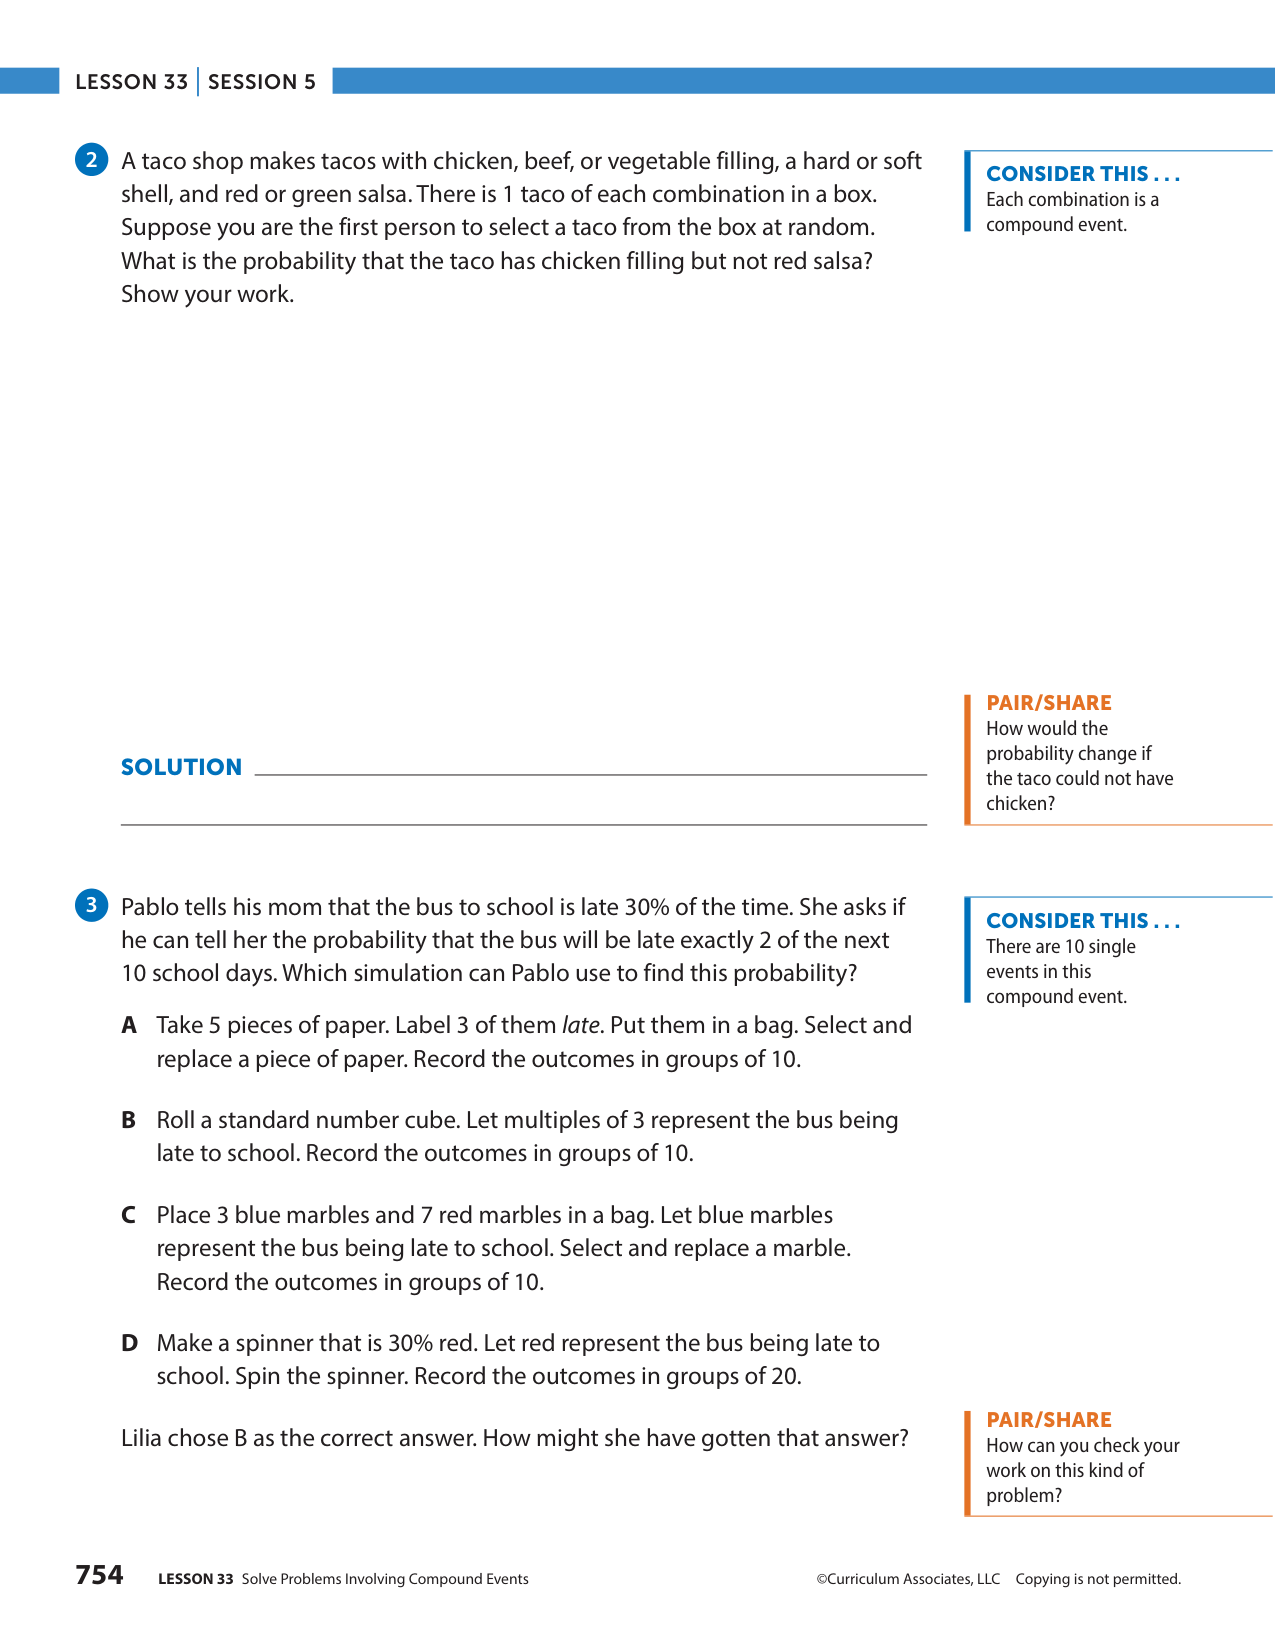 LESSON 33 | SESSION 5
2 A taco shop makes tacos with chicken, beef, or vegetable filling, a hard or soft
shell, and red or green salsa. There is 1 taco of each combination in a box.
Suppose you are the first person to select a taco from the box at random.
What is the probability that the taco has chicken filling but not red salsa?
Show your work.
CONSIDER THIS . . .
Each combination is a
compound event.
SOLUTION
PAIR/SHARE
How would the
probability change if
the taco could not have
chicken?
3 Pablo tells his mom that the bus to school is late 30% of the time. She asks if
he can tell her the probability that the bus will be late exactly 2 of the next
10 school days. Which simulation can Pablo use to find this probability?
CONSIDER THIS . . .
There are 10 single
events in this
compound event.
A Take 5 pieces of paper. Label 3 of them late. Put them in a bag. Select and
replace a piece of paper. Record the outcomes in groups of 10.
B Roll a standard number cube. Let multiples of 3 represent the bus being
late to school. Record the outcomes in groups of 10.
C Place 3 blue marbles and 7 red marbles in a bag. Let blue marbles
represent the bus being late to school. Select and replace a marble.
Record the outcomes in groups of 10.
D Make a spinner that is 30% red. Let red represent the bus being late to
school. Spin the spinner. Record the outcomes in groups of 20.
Lilia chose B as the correct answer. How might she have gotten that answer?
PAIR/SHARE
How can you check your
work on this kind of
problem?
754 LESSON 33 Solve Problems Involving Compound Events
©Curriculum Associates, LLC Copying is not permitted.